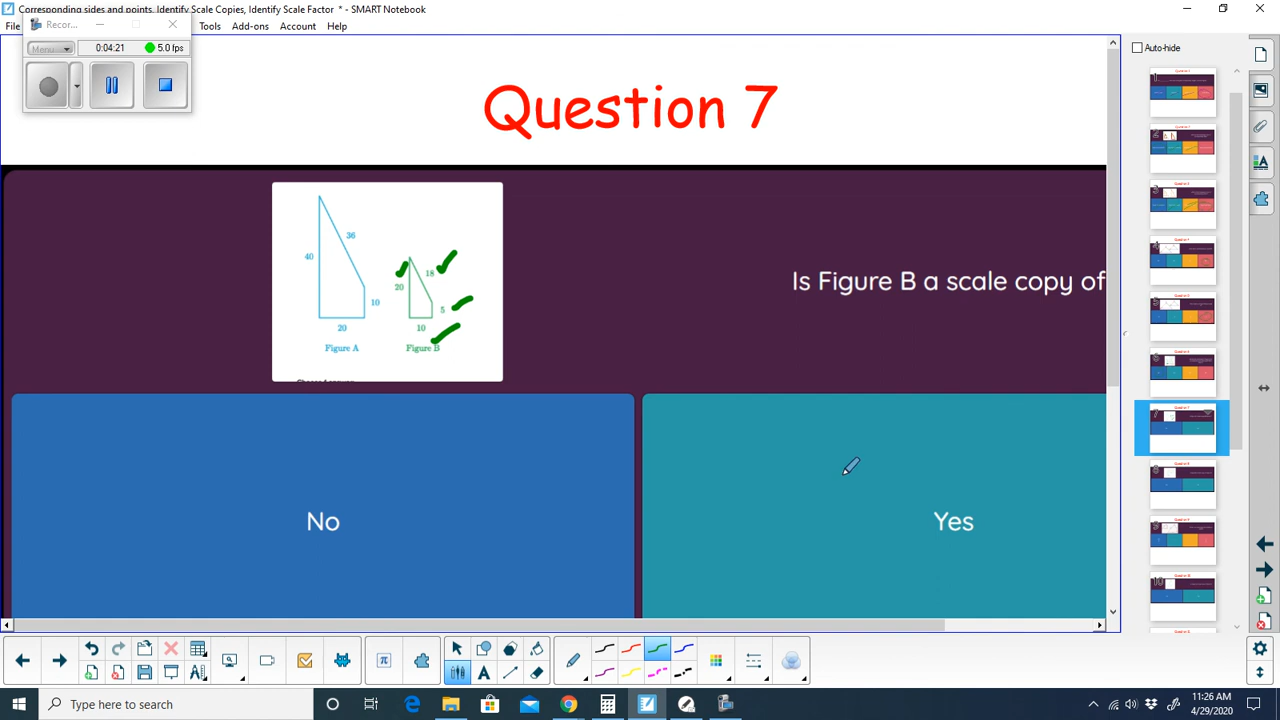 Corresponding sides and points, Identify Scale Copies, Identify Scale Factor * - SMART Notebook
File
Tools
Add-ons
Account
Help
Recor...
Menu
0:04:21
5.0 fps
Auto-hide
Question 7
36
40
10
20
Figure A
18
20
5
10
Figure B
Is Figure B a scale copy of
No
Yes
Type here to search
11:26 AM
4/29/2020